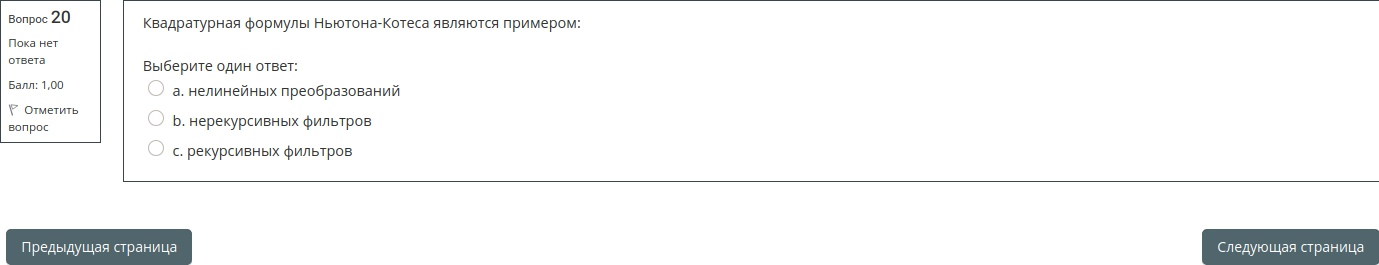 Вопрос 20
Пока нет
ответа
Балл: 1,00
Отметить
вопрос
Квадратурная формулы Ньютона-Котеса являются примером:
Выберите один ответ:
a. нелинейных преобразований
b. нерекурсивных фильтров
c. рекурсивных фильтров
Предыдущая страница
Следующая страница